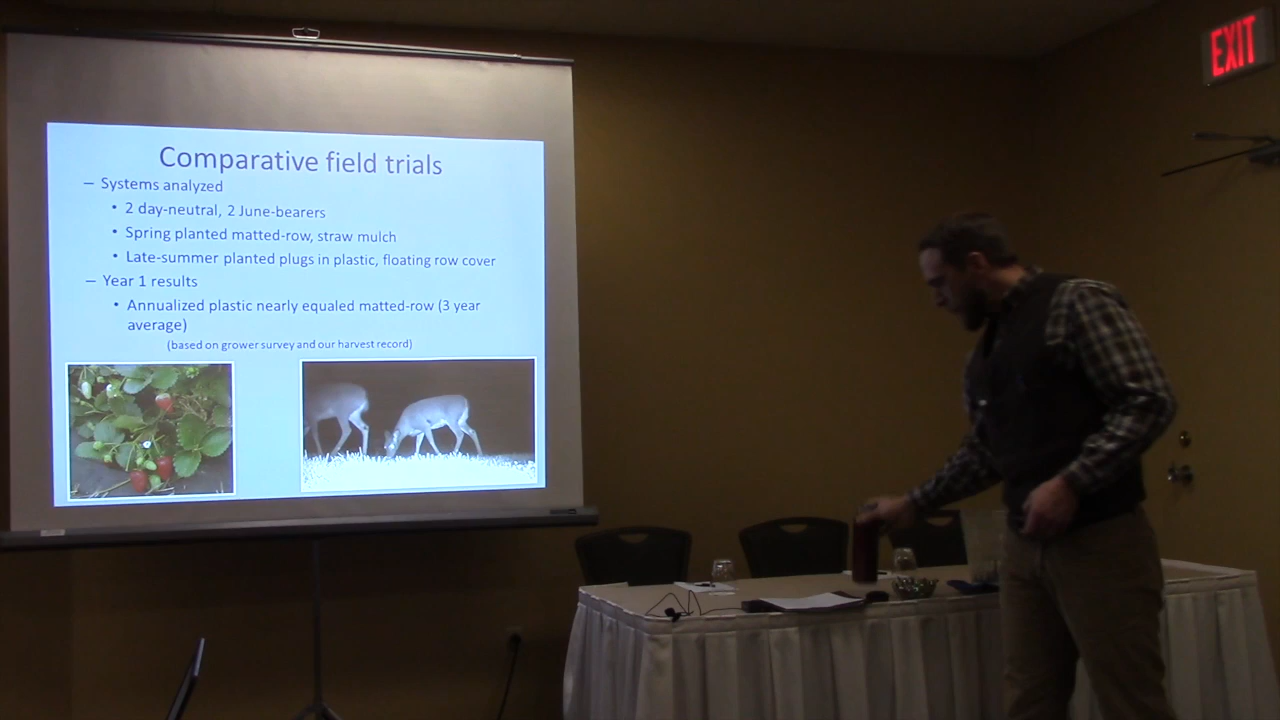 Comparative field trials
– Systems analyzed
• 2 day-neutral, 2 June-bearers
• Spring planted matted-row, straw mulch
• Late-summer planted plugs in plastic, floating row cover
– Year 1 results
• Annualized plastic nearly equaled matted-row (3 year
average)
(based on grower survey and our harvest record)
EXIT